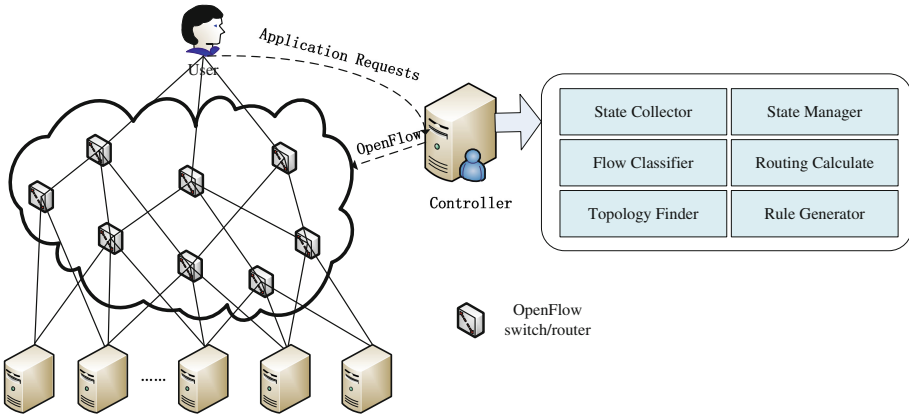 Application Requests
User
OpenFlow
Controller
State Collector
State Manager
Flow Classifier
Routing Calculate
Topology Finder
Rule Generator
OpenFlow
switch/router
......